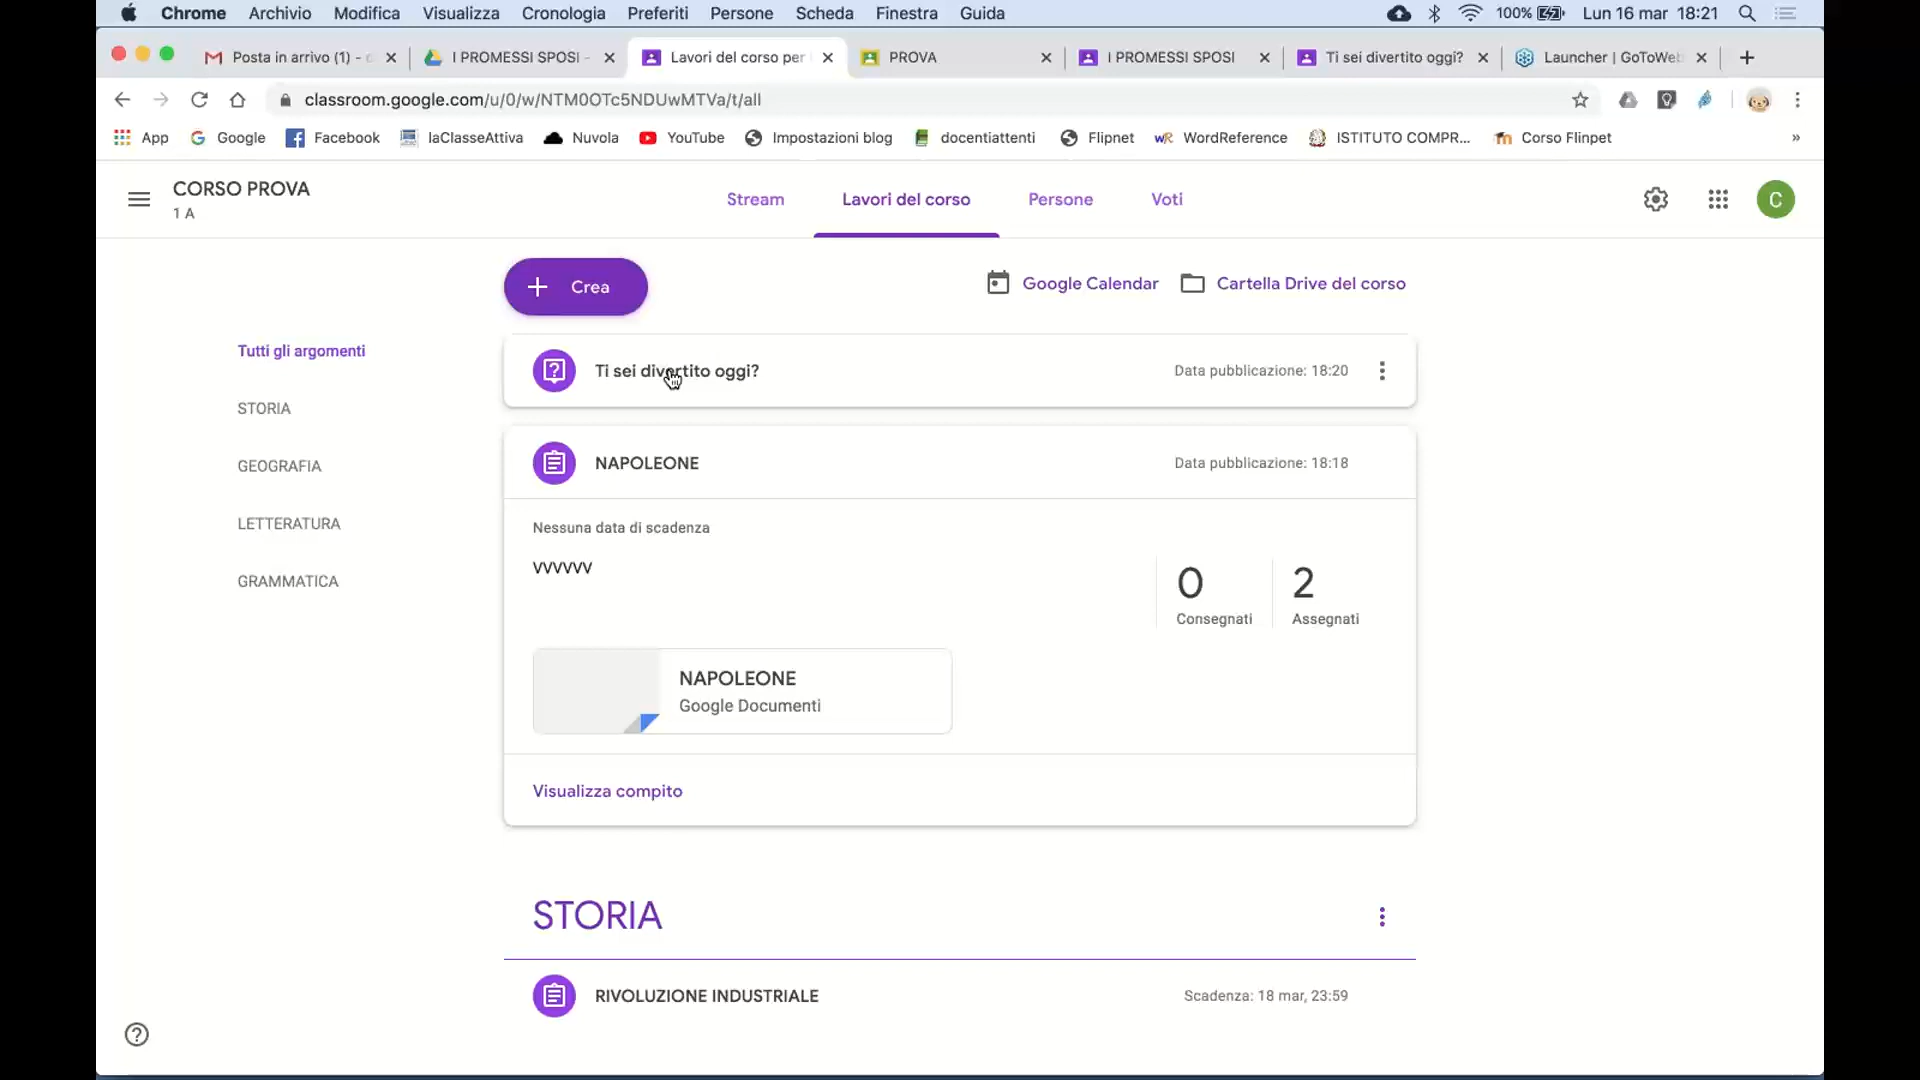 Chrome Archivio Modifica Visualizza Cronologia Preferiti Persone Scheda Finestra Guida 100% Lun 16 mar 18:21
Posta in arrivo (1) - I PROMESSI SPOSI - Lavori del corso per PROVA I PROMESSI SPOSI Ti sei divertito oggi? Launcher | GoToWeb
classroom.google.com/u/0/w/NTM0OTc5NDUwMTVa/t/all
App Google Facebook laClasseAttiva Nuvola YouTube Impostazioni blog docentiattenti Flipnet WordReference ISTITUTO COMPR... Corso Flinpet »
CORSO PROVA
1 A
Stream Lavori del corso Persone Voti
C
Crea
Google Calendar Cartella Drive del corso
Tutti gli argomenti
STORIA
GEOGRAFIA
LETTERATURA
GRAMMATICA
Ti sei divertito oggi? Data pubblicazione: 18:20
NAPOLEONE Data pubblicazione: 18:18
Nessuna data di scadenza
vvvvvv
0 2
Consegnati Assegnati
NAPOLEONE
Google Documenti
Visualizza compito
STORIA
RIVOLUZIONE INDUSTRIALE Scadenza: 18 mar, 23:59